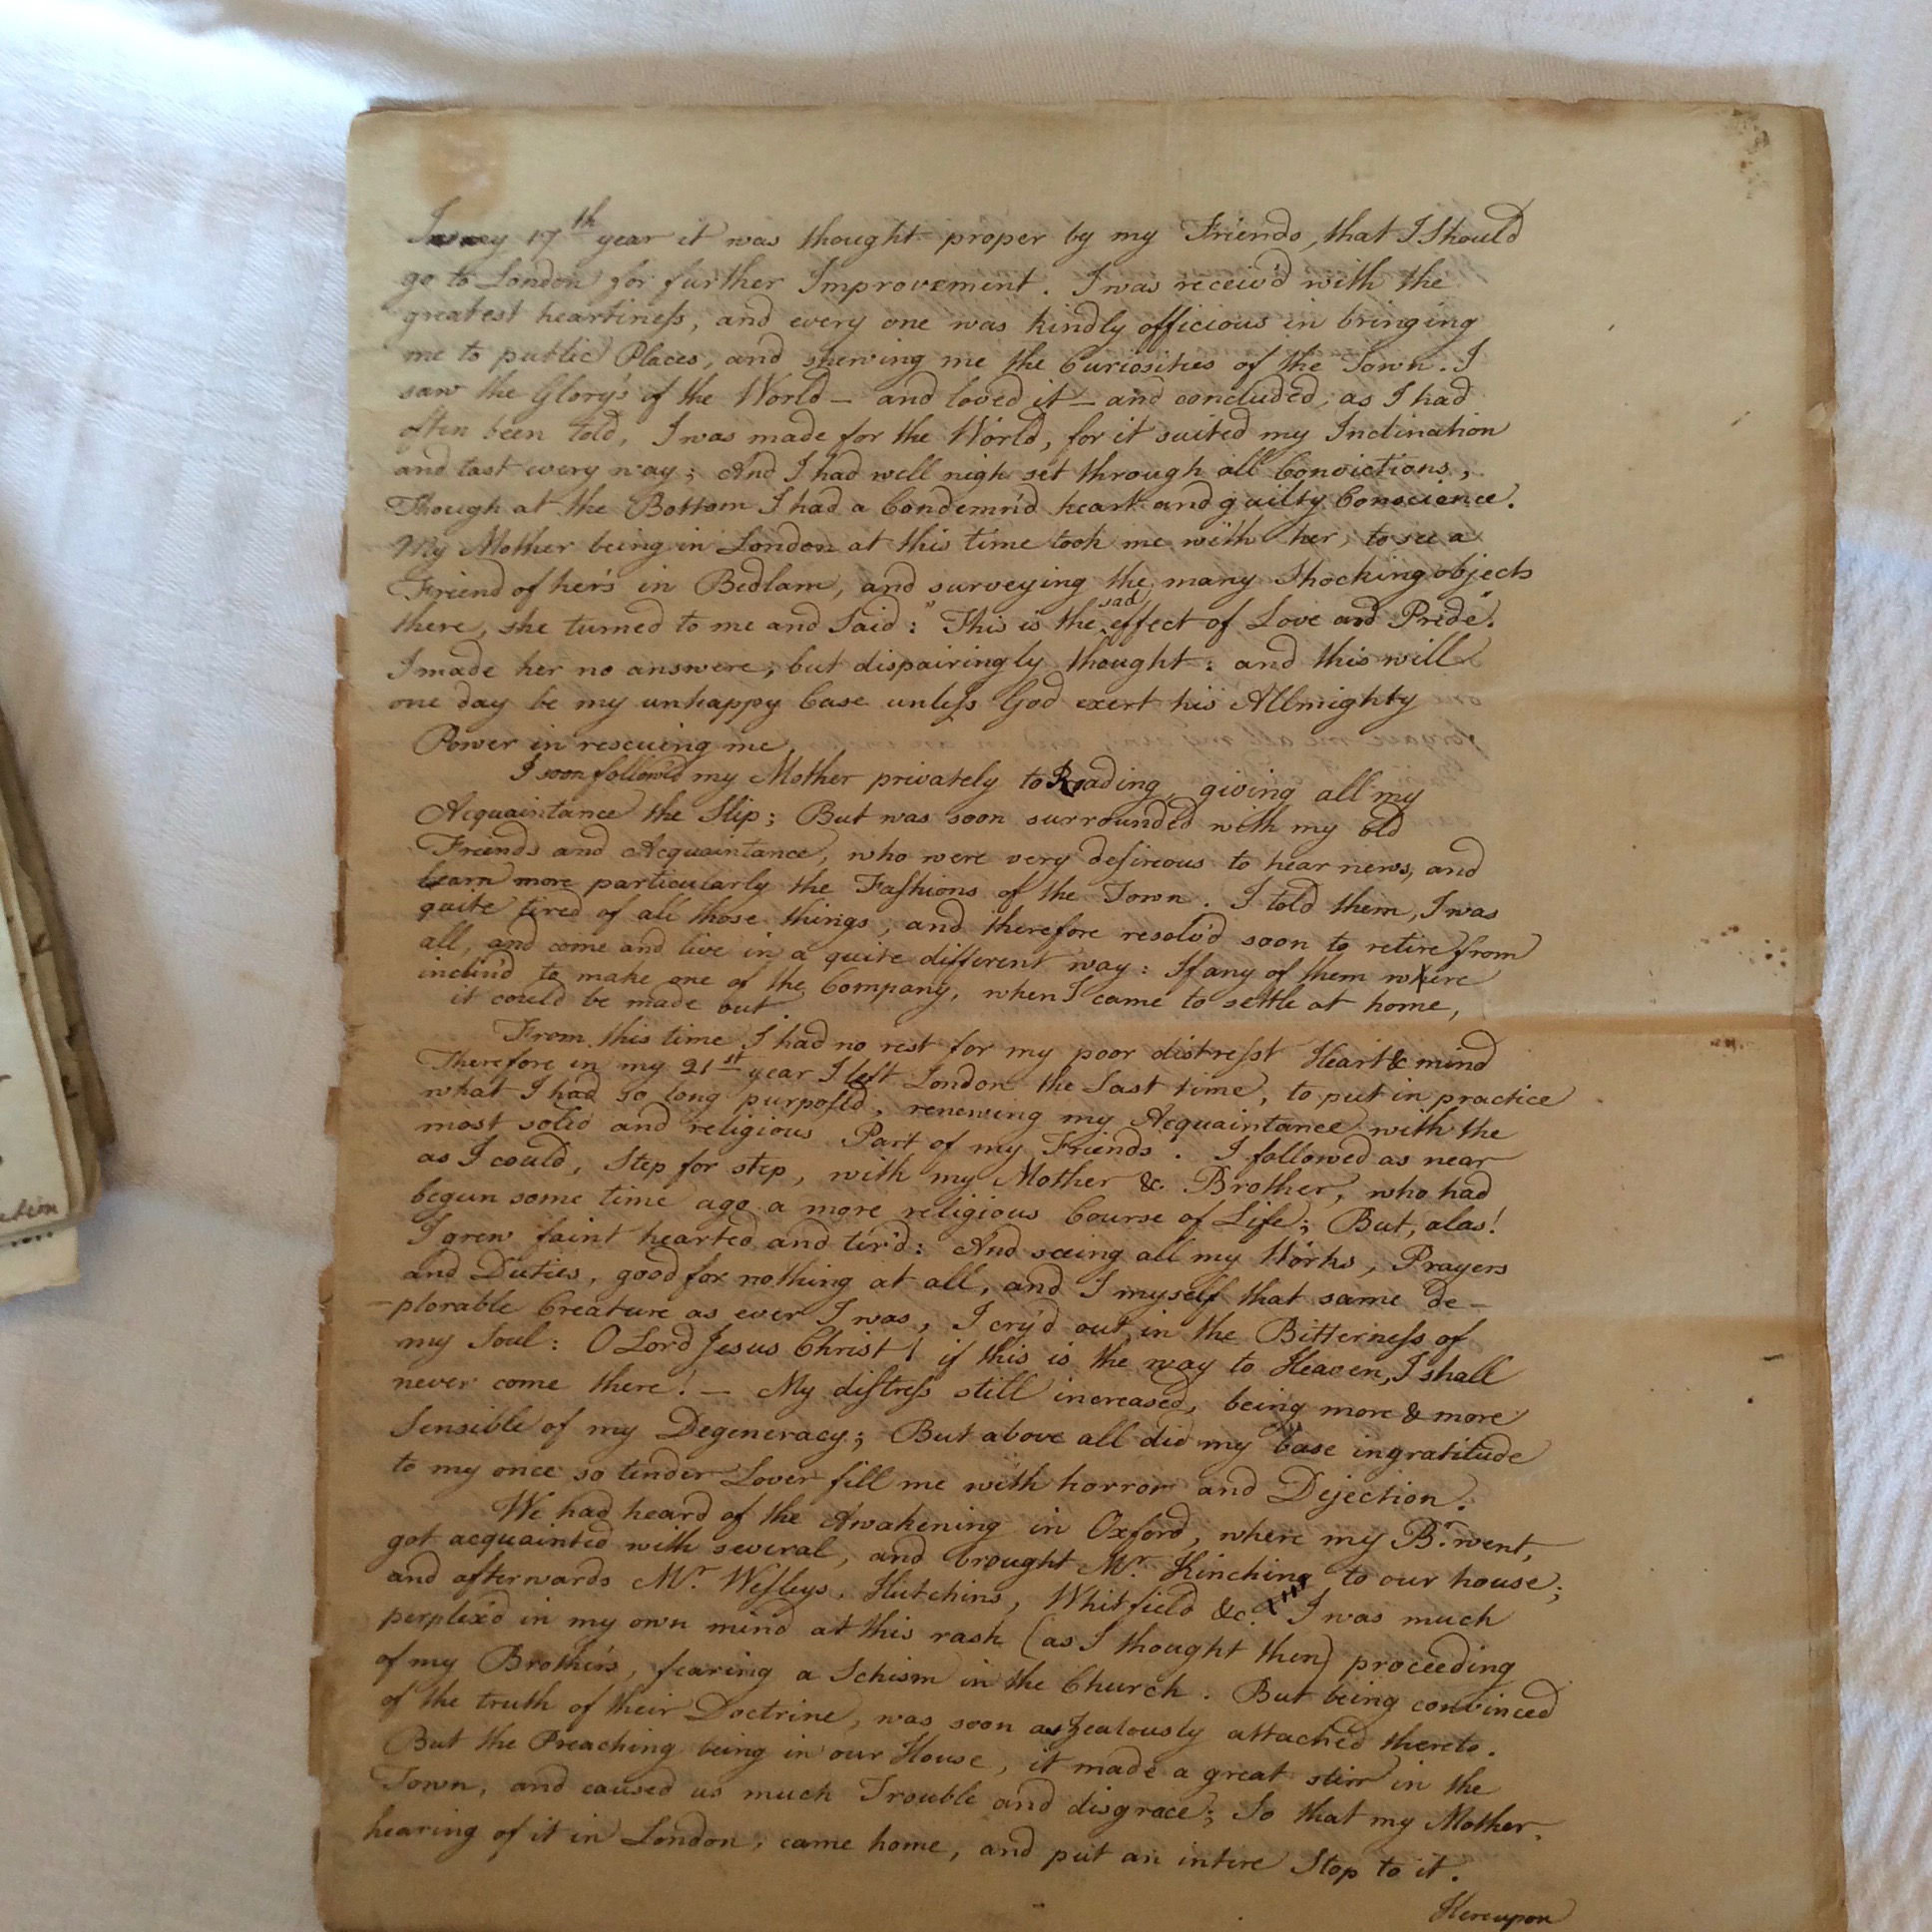 In my 17th year it was thought proper by my Friends, that I should
go to London for further Improvement. I was receiv'd with the
greatest heartiness, and every one was kindly officious in bringing
me to public Places, and shewing me the Curiosities of the Town. I
saw the Glory's of the World — and loved it — and concluded, as I had
often been told, I was made for the World, for it suited my Inclination
and tast every way; And I had well nigh set through all Convictions,
Though at the Bottom I had a Condemn'd heart and guilty Conscience.
My Mother being in London at this time took me with her, to see a
Friend of her's in Bedlam, and surveying the many Shocking objects
there, she turned to me and Said: "This is the sad effect of Love and Pride".
I made her no answere, but dispairingly thought: and this will
one day be my unhappy Case unless God exert his Allmighty
Power in rescuing me.
I soon follow'd my Mother privately to Reading, giving all my
Acquaintance the Slip; But was soon surrounded with my old
Friends and Acquaintance, who were very desireous to hear news, and
learn more particularly the Fashions of the Town. I told them, I was
quite tired of all those things, and therefore resolv'd soon to retire from
all, and come and live in a quite different way: If any of them where
inclin'd to make one of the Company, when I came to settle at home,
it could be made out.
From this time I had no rest for my poor distresst Heart & mind
Therefore in my 21st year I left London the Last time, to put in practice
what I had so long purposed, renewing my Acquaintance with the
most solid and religious Part of my Friends. I followed as near
as I could, Step for step, with my Mother & Brother, who had
begun some time ago a more religious Course of Life; But, alas!
I grew faint hearted and tir'd: And seeing all my Works, Prayers
and Duties, good for nothing at all, and I myself that same de-
-plorable Creature as ever I was, I cry'd out in the Bitterness of
my Soul: O Lord Jesus Christ! if this is the way to Heaven, I shall
never come there! — My distress still increased, being more & more
Sensible of my Degeneracy; But above all did my base ingratitude
to my once so tender Lover fill me with horror and Dejection.
We had heard of the Awakening in Oxford, where my Br. went,
got acquainted with several, and brought Mr. Kinching to our house;
and afterwards Mr. Wesleys, Hutchins, Whitfield &c. I was much
perplex'd in my own mind at this rash (as I thought then) proceeding
of my Brother's, fearing a Schism in the Church. But being convinced
of the truth of their Doctrine, was soon as zealously attached thereto.
But the Preaching being in our House, it made a great stirr in the
Town, and caused us much Trouble and disgrace; So that my Mother,
hearing of it in London, came home, and put an intire Stop to it.
Hereupon